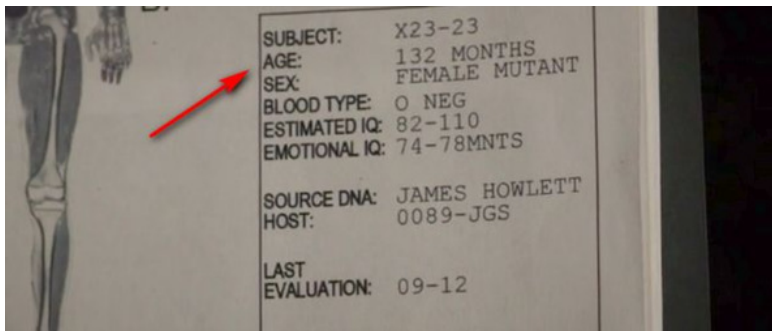 SUBJECT: X23-23
AGE: 132 MONTHS
SEX: FEMALE MUTANT
BLOOD TYPE: O NEG
ESTIMATED IQ: 82-110
EMOTIONAL IQ: 74-78MNTS
SOURCE DNA: JAMES HOWLETT
HOST: 0089-JGS
LAST
EVALUATION: 09-12